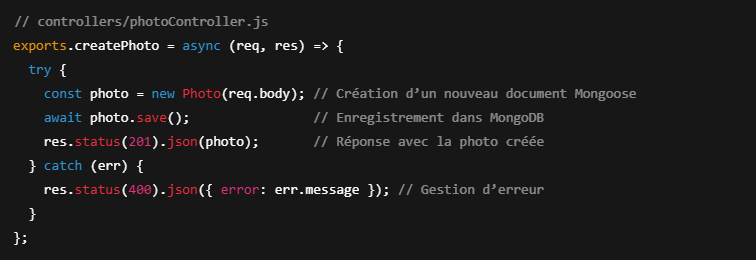 // controllers/photoController.js
exports.createPhoto = async (req, res) => {
  try {
    const photo = new Photo(req.body); // Création d’un nouveau document Mongoose
    await photo.save();                // Enregistrement dans MongoDB
    res.status(201).json(photo);       // Réponse avec la photo créée
  } catch (err) {
    res.status(400).json({ error: err.message }); // Gestion d’erreur
  }
};